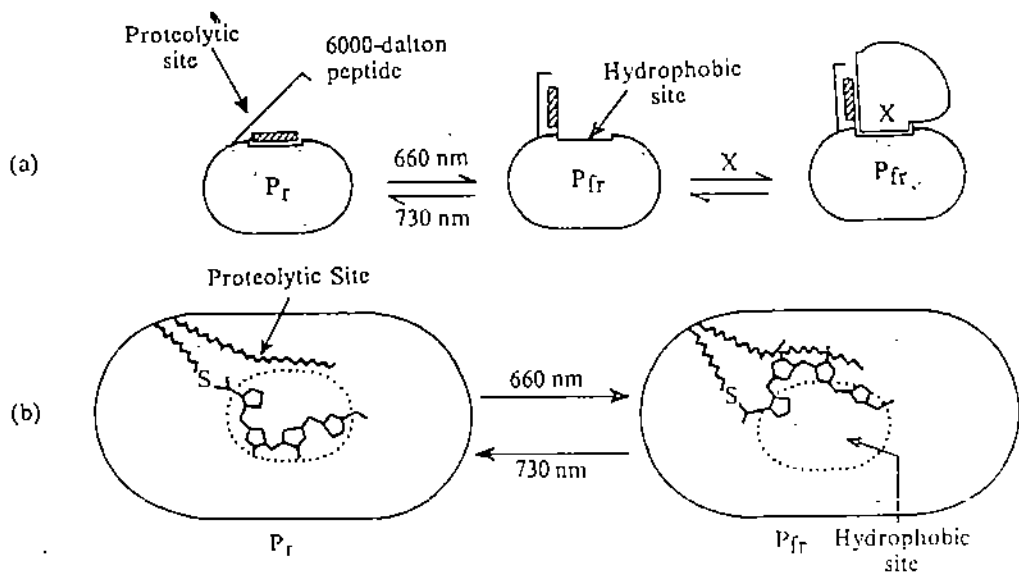 (a)
Proteolytic
site
6000-dalton
peptide
Hydrophobic
site
X
Pr
660 nm
730 nm
Pfr
X
Pfr
(b)
Proteolytic Site
S
660 nm
730 nm
S
Pr
Pfr
Hydrophobic
site